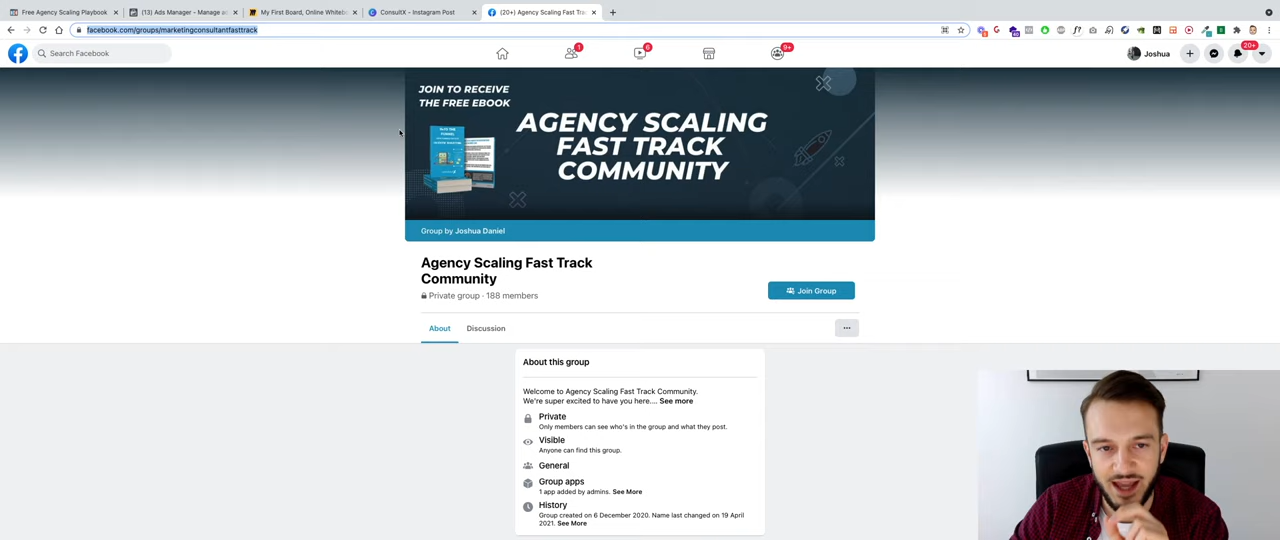 Free Agency Scaling Playbook
(13) Ads Manager - Manage a
My First Board, Online Whiteb
ConsultX - Instagram Post
(20+) Agency Scaling Fast Tra
facebook.com/groups/marketingconsultantfasttrack
Search Facebook
1
6
9+
Joshua
20+
JOIN TO RECEIVE
THE FREE EBOOK
AGENCY SCALING
FAST TRACK
COMMUNITY
Group by Joshua Daniel
Agency Scaling Fast Track
Community
Private group · 188 members
Join Group
About
Discussion
About this group
Welcome to Agency Scaling Fast Track Community.
We're super excited to have you here.... See more
Private
Only members can see who's in the group and what they post.
Visible
Anyone can find this group.
General
Group apps
1 app added by admins. See More
History
Group created on 6 December 2020. Name last changed on 19 April
2021. See More